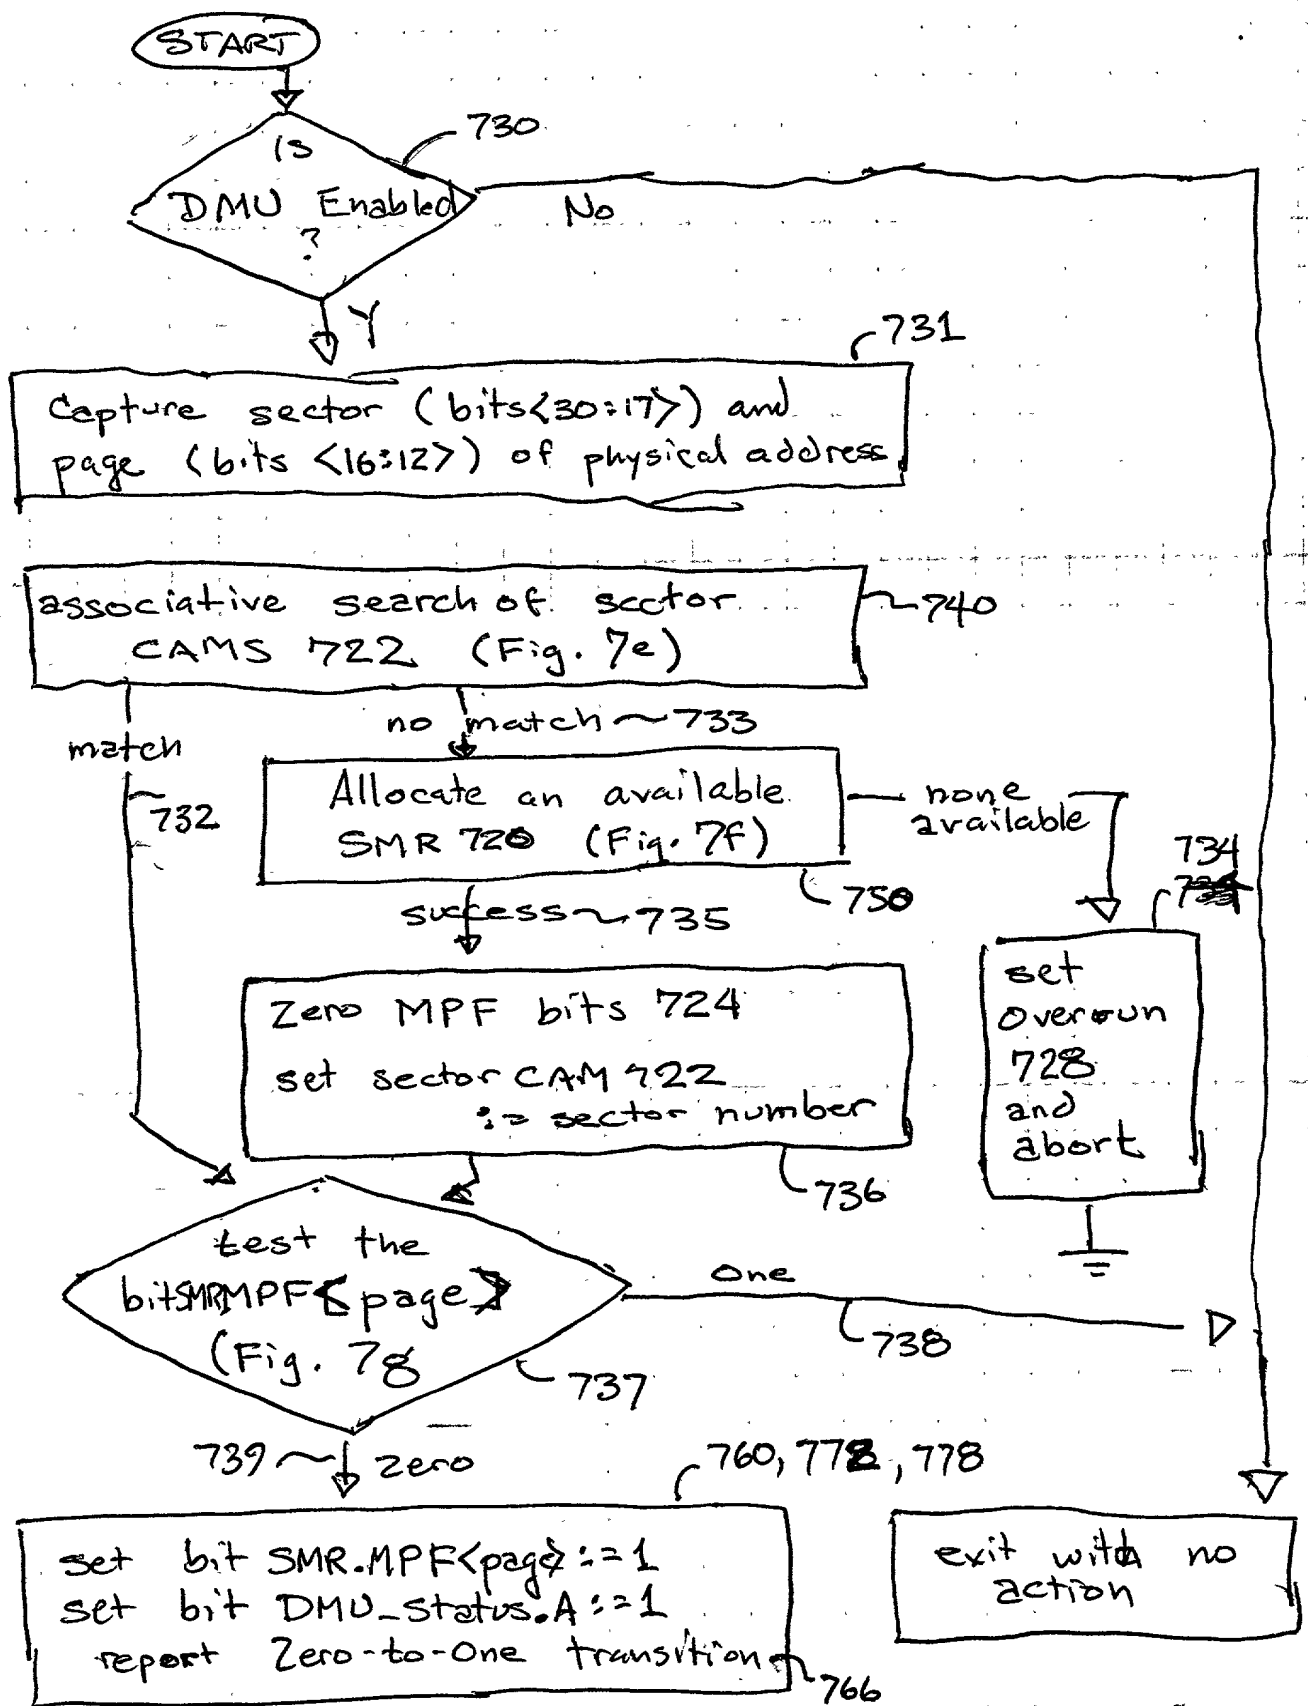 START
730
Is
DMU Enabled
?
No
Y
731
Capture sector (bits<30:17>) and
page (bits <16:12>) of physical address
associative search of sector
CAMS 722 (Fig. 7e)
740
match
no match 733
732
Allocate an available
SMR 720 (Fig. 7f)
none
available
750
734
success 735
Zero MPF bits 724
set sector CAM 722
:= sector number
736
set
overrun
728
and
abort
test the
bit SMR MPF<page>
(Fig. 7g
737
One
738
739
zero
760, 772, 778
set bit SMR.MPF<page> :=1
set bit DMU_Status.A :=1
report Zero-to-One transition
766
exit with no
action